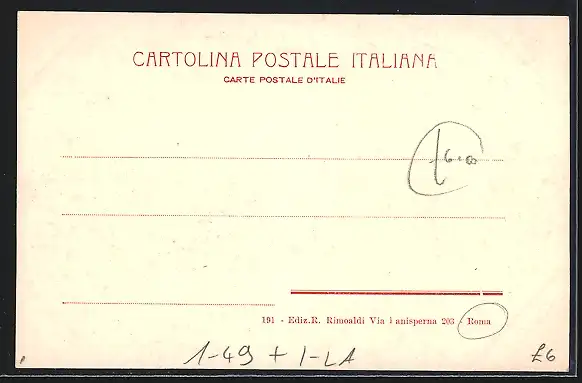 CARTOLINA POSTALE ITALIANA
CARTE POSTALE D'ITALIE
£6.00
191 - Ediz.R. Rimoaldi Via Panisperna 203 - Roma
1-49 + 1-LA
£6